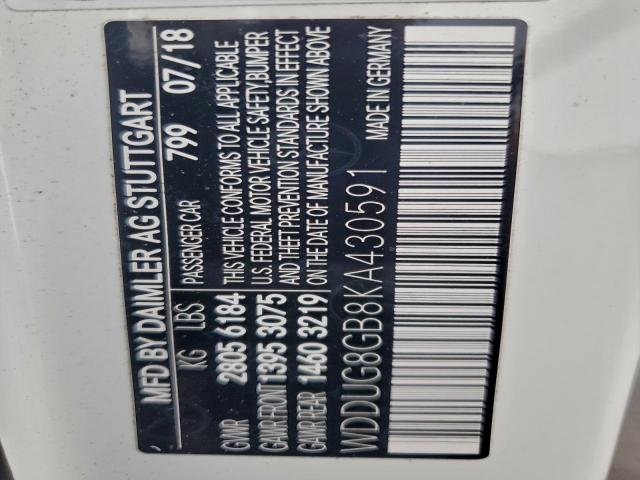 MFD BY DAIMLER AG STUTTGART
799 07/18
KG LBS PASSENGER CAR
GVWR 2805 6184
GAWR FRONT 1395 3075
GAWR REAR 1460 3219
THIS VEHICLE CONFORMS TO ALL APPLICABLE
U.S. FEDERAL MOTOR VEHICLE SAFETY,BUMPER
AND THEFT PREVENTION STANDARDS IN EFFECT
ON THE DATE OF MANUFACTURE SHOWN ABOVE
WDDUG8GB8KA430591
MADE IN GERMANY